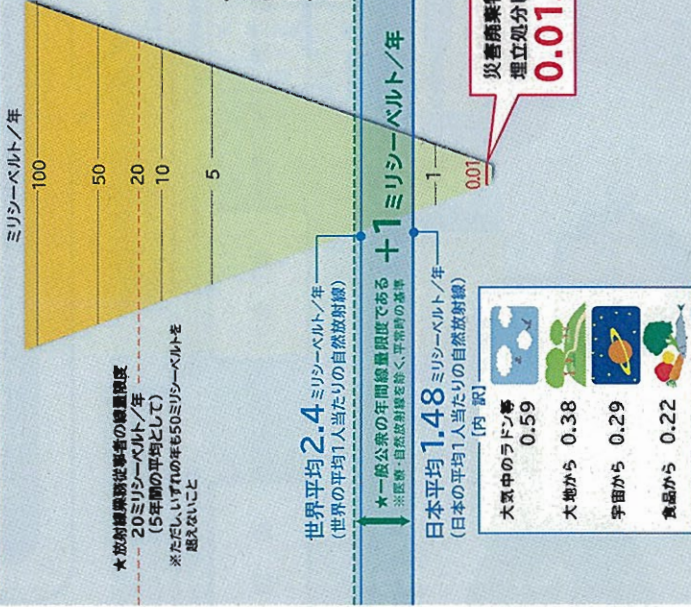 ミリシーベルト/年
100
50
20
10
5
1
0.01
★放射線業務従事者の線量限度
20ミリシーベルト/年
(5年間の平均として)
※ただし、いずれの年も50ミリシーベルトを
超えないこと
世界平均2.4ミリシーベルト/年
(世界の平均1人当たりの自然放射線)
★一般公衆の年間線量限度である
※医療・自然放射線を除く、平常時の基準
+1ミリシーベルト/年
日本平均1.48ミリシーベルト/年
(日本の平均1人当たりの自然放射線)
[内 訳]
大気中のラドン等
0.59
大地から 0.38
宇宙から 0.29
食品から 0.22
災害廃棄
埋立処分
0.01